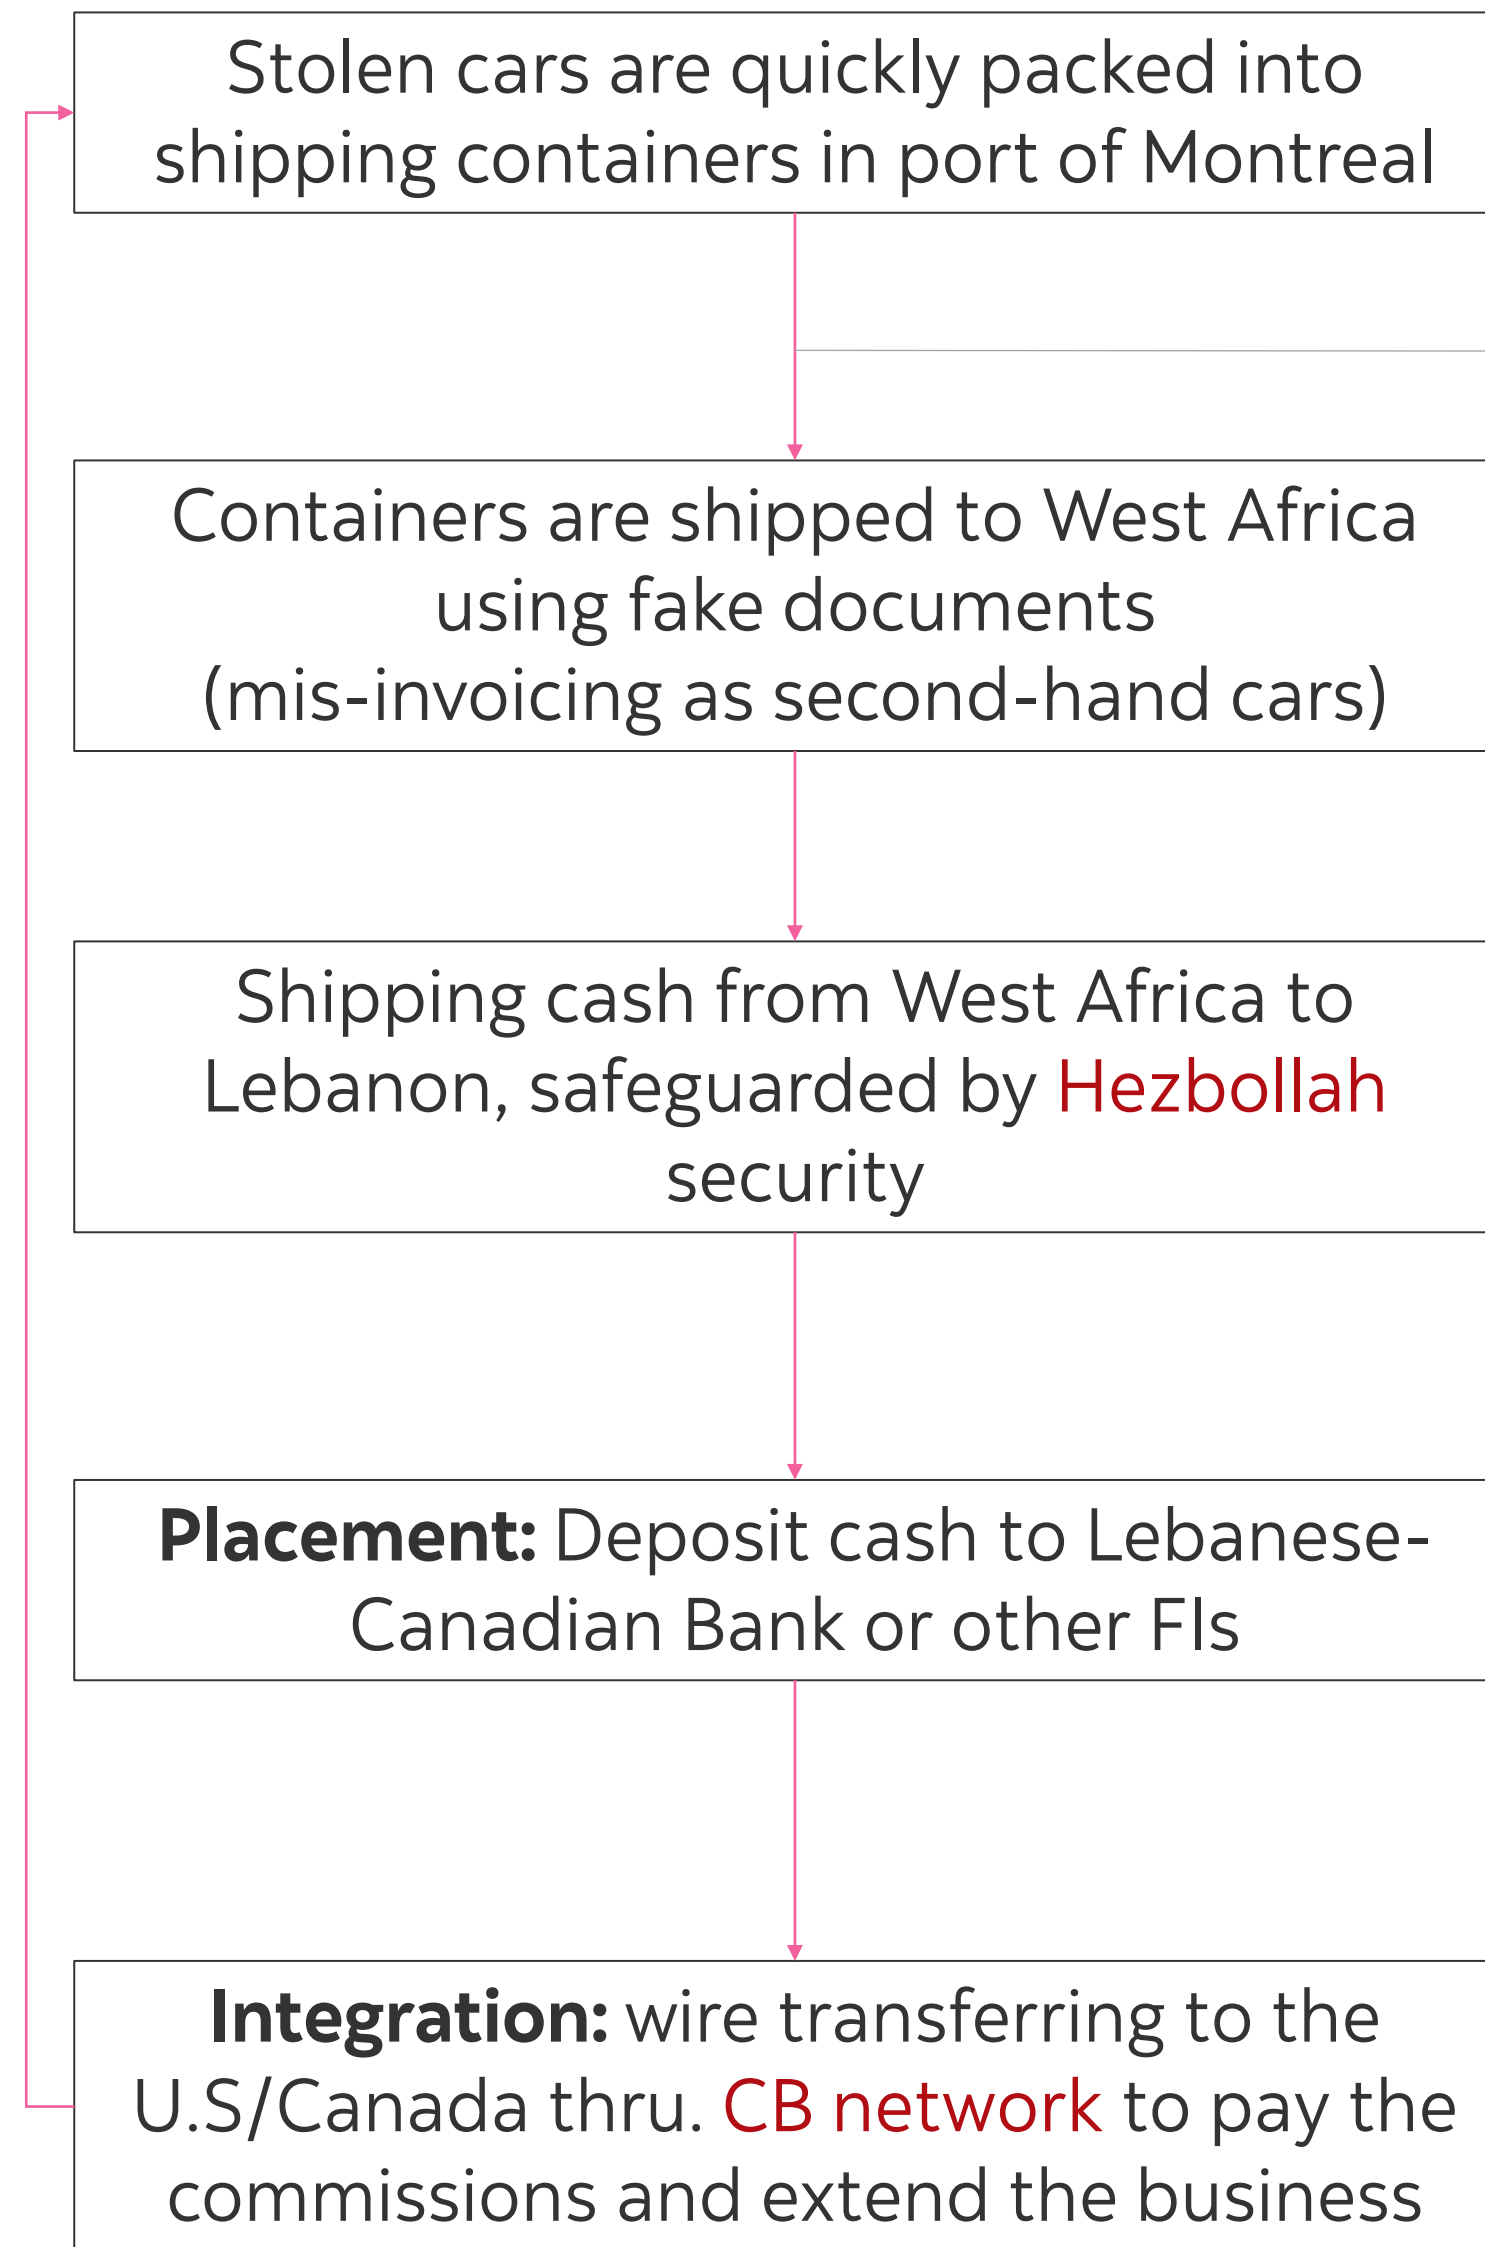 Stolen cars are quickly packed into
shipping containers in port of Montreal
Containers are shipped to West Africa
using fake documents
(mis-invoicing as second-hand cars)
Shipping cash from West Africa to
Lebanon, safeguarded by Hezbollah
security
Placement: Deposit cash to Lebanese-
Canadian Bank or other FIs
Integration: wire transferring to the
U.S/Canada thru. CB network to pay the
commissions and extend the business